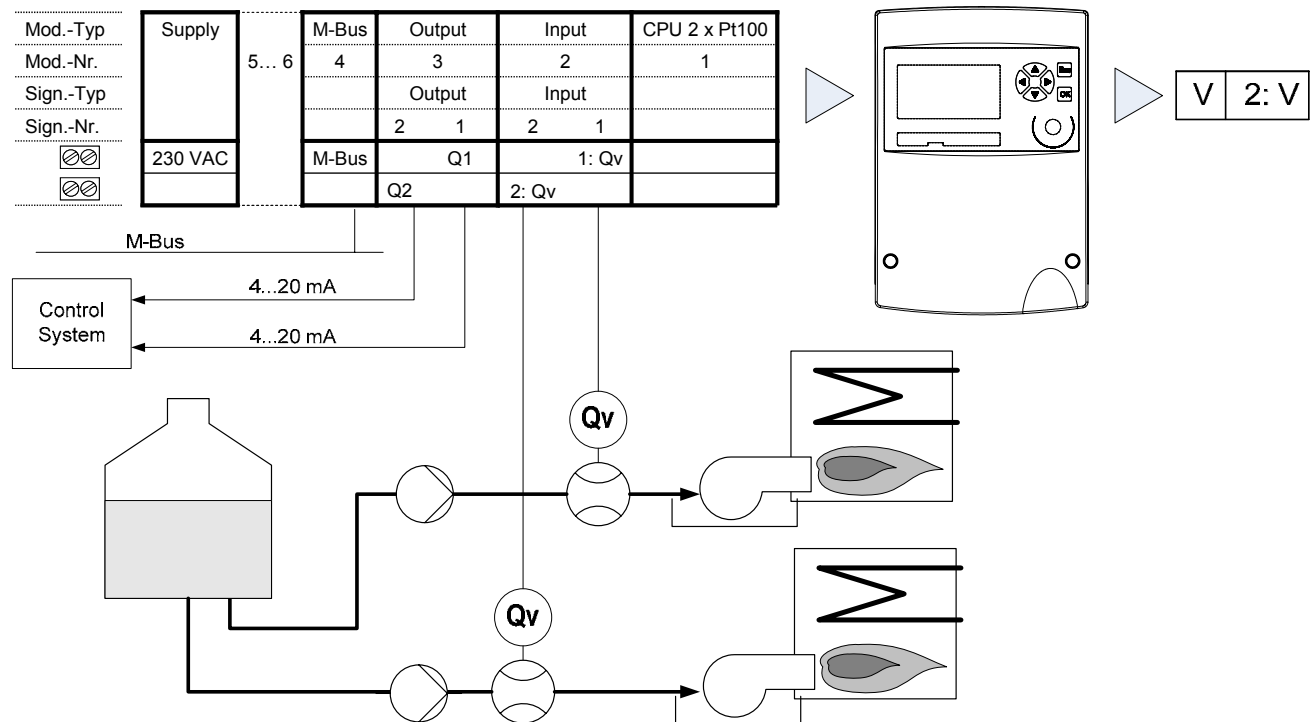 Mod.-Typ Supply M-Bus Output Input CPU 2 x Pt100
Mod.-Nr. 5... 6 4 3 2 1
Sign.-Typ Output Input
Sign.-Nr. 2 1 2 1
230 VAC M-Bus Q1 1: Qv
Q2 2: Qv
OK
V 2: V
M-Bus
4...20 mA
Control
System
4...20 mA
Qv
Qv